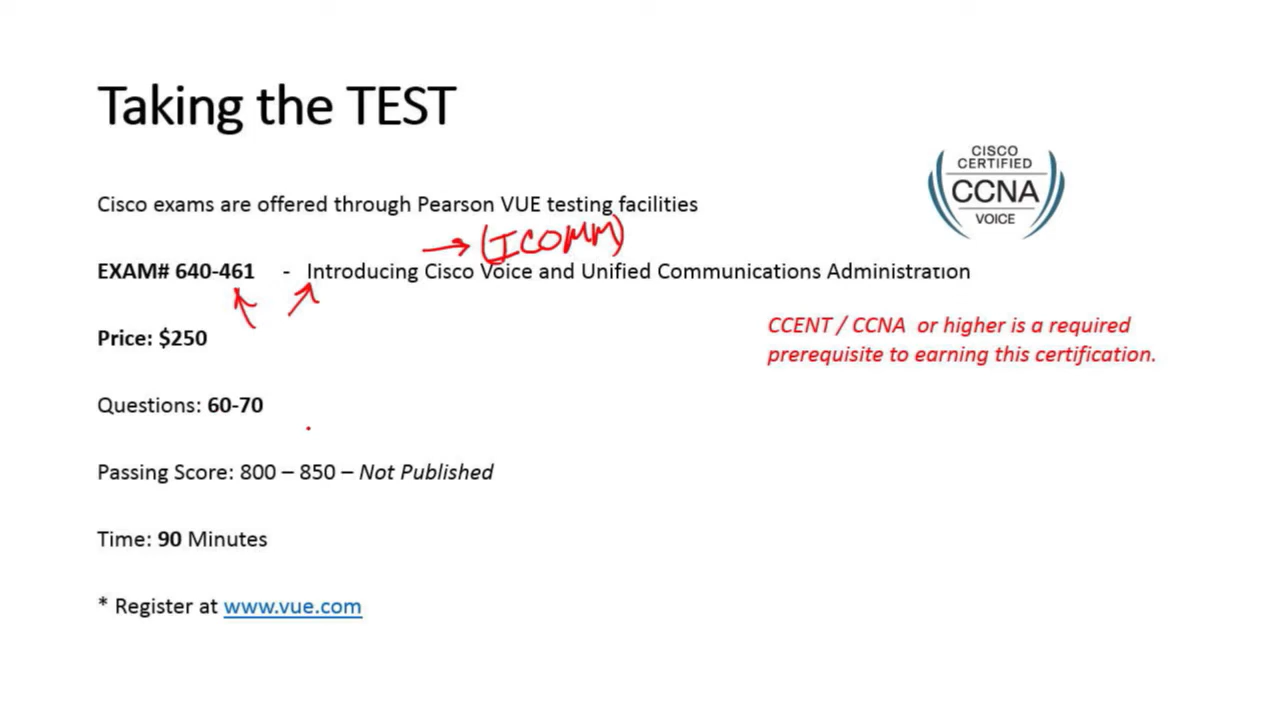 Taking the TEST
CISCO
CERTIFIED
CCNA
VOICE
Cisco exams are offered through Pearson VUE testing facilities
→ (ICOMM)
EXAM# 640-461 - Introducing Cisco Voice and Unified Communications Administration
CCENT / CCNA or higher is a required
prerequisite to earning this certification.
Price: $250
Questions: 60-70
Passing Score: 800 – 850 – Not Published
Time: 90 Minutes
* Register at www.vue.com